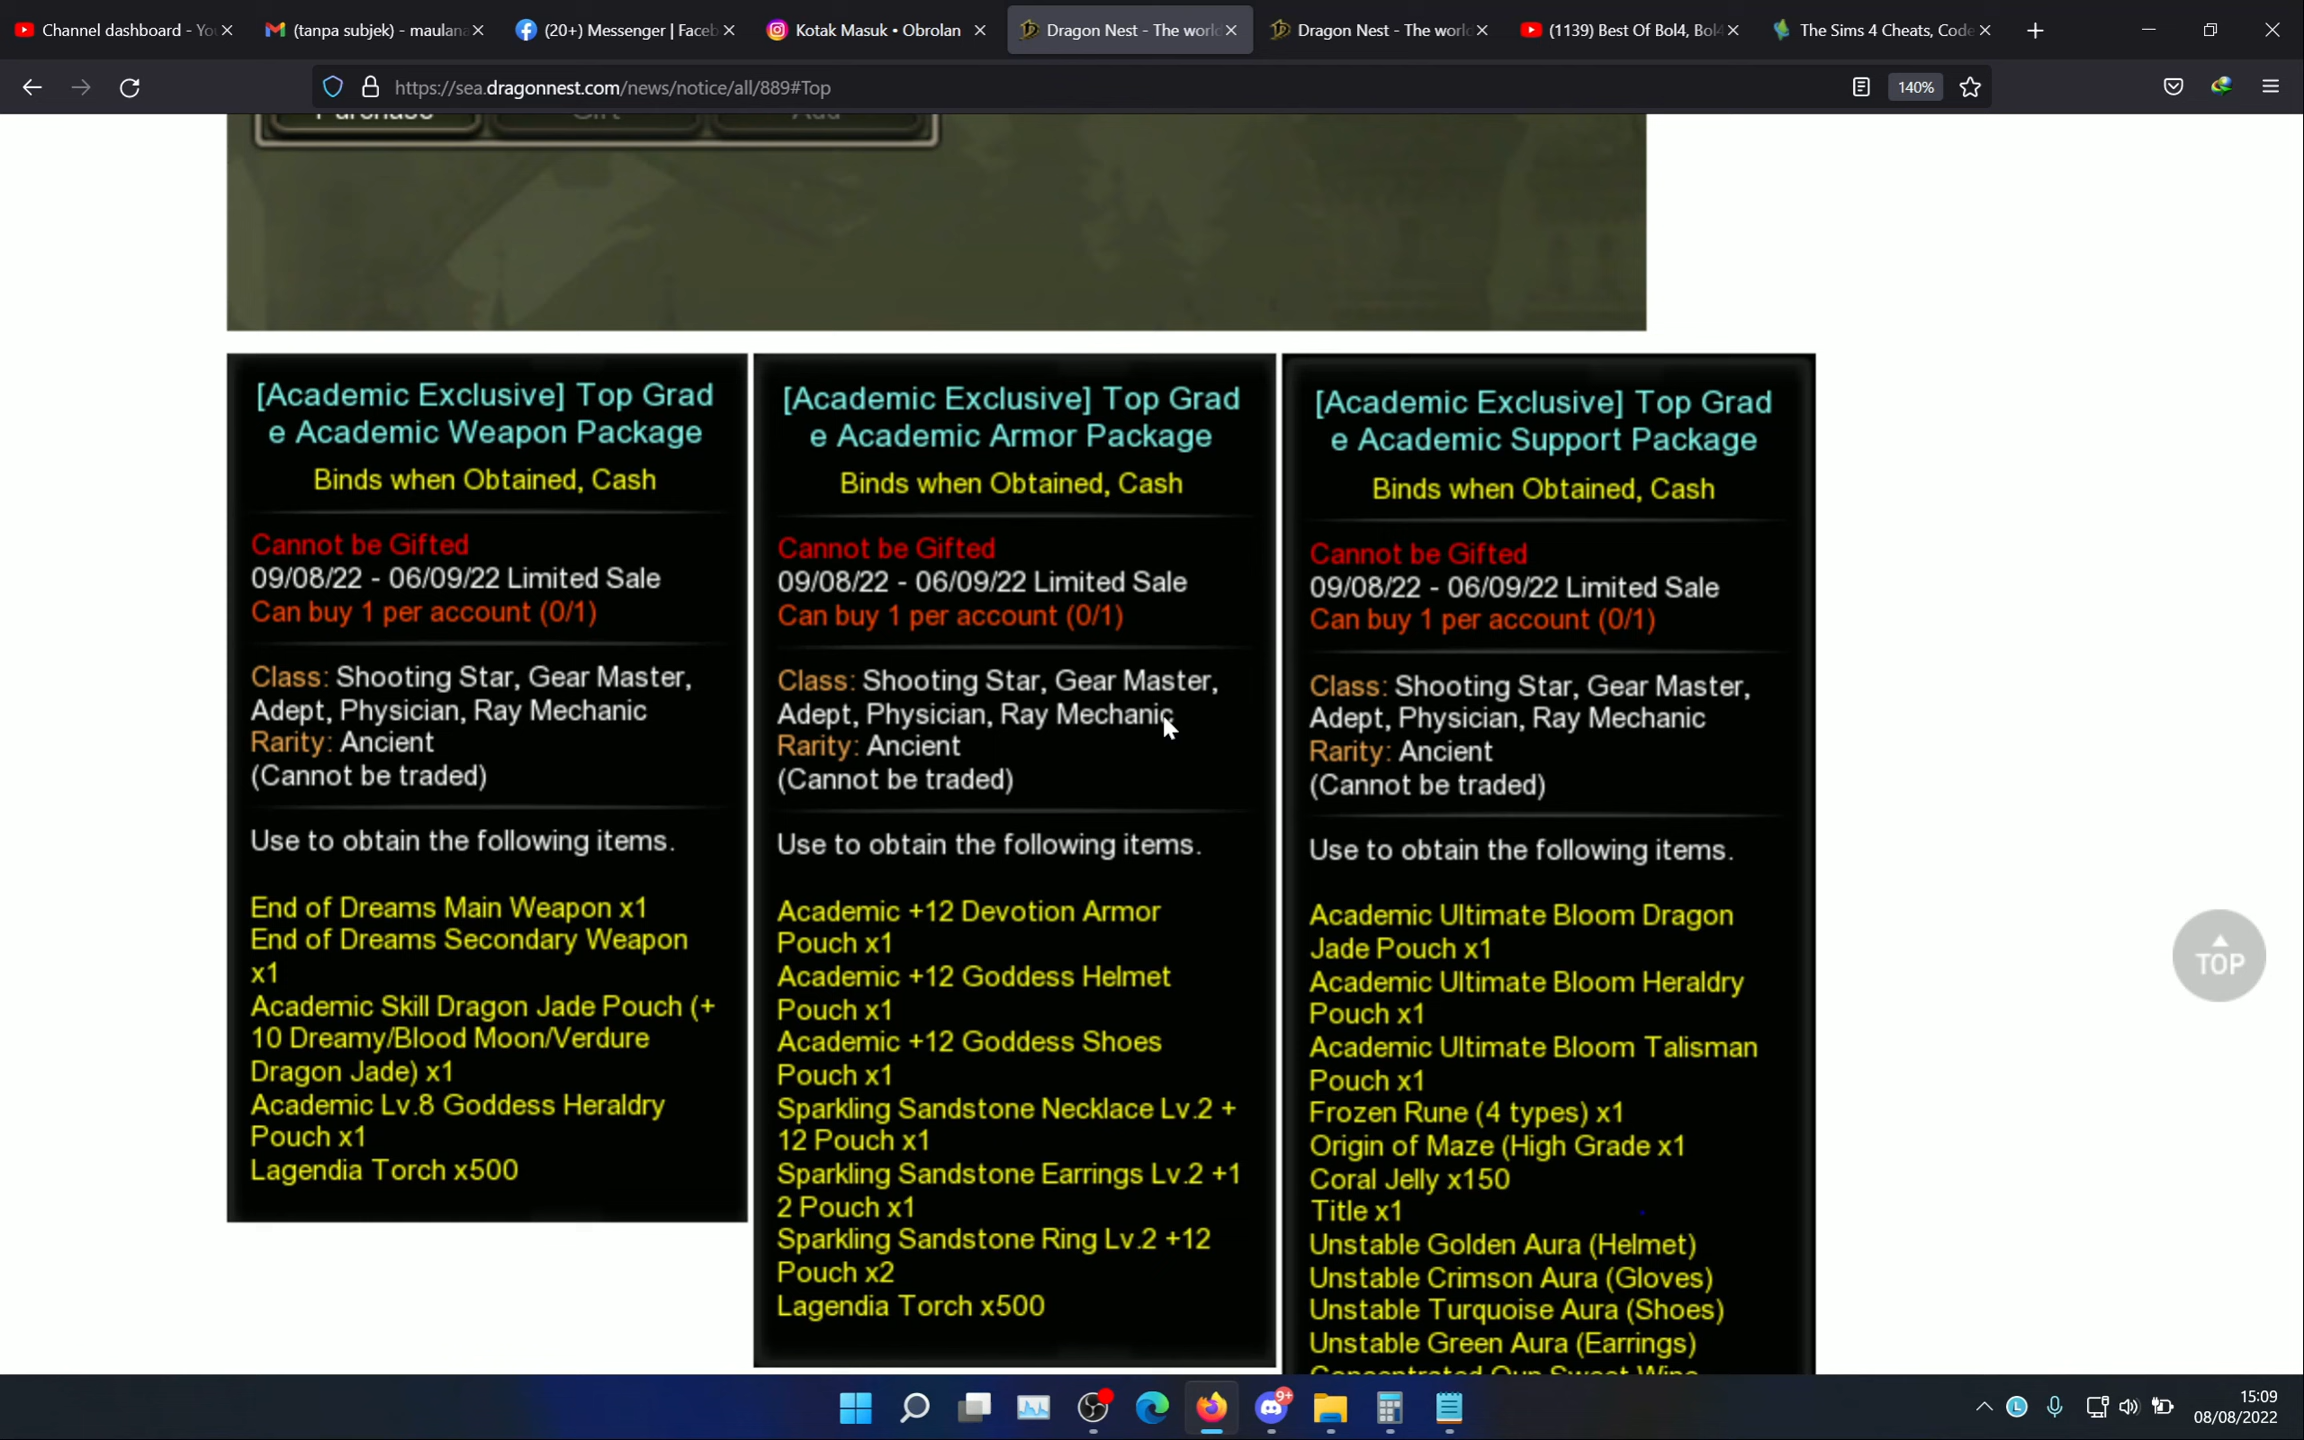 Channel dashboard - Yo
(tanpa subjek) - maulana
(20+) Messenger | Faceb
Kotak Masuk • Obrolan
Dragon Nest - The world
Dragon Nest - The world
(1139) Best Of Bol4, Bol4
The Sims 4 Cheats, Code
https://sea.dragonnest.com/news/notice/all/889#Top
140%
Purchase
Gift
Add
[Academic Exclusive] Top Grad
e Academic Weapon Package
Binds when Obtained, Cash
Cannot be Gifted
09/08/22 - 06/09/22 Limited Sale
Can buy 1 per account (0/1)
Class: Shooting Star, Gear Master,
Adept, Physician, Ray Mechanic
Rarity: Ancient
(Cannot be traded)
Use to obtain the following items.
End of Dreams Main Weapon x1
End of Dreams Secondary Weapon
x1
Academic Skill Dragon Jade Pouch (+
10 Dreamy/Blood Moon/Verdure
Dragon Jade) x1
Academic Lv.8 Goddess Heraldry
Pouch x1
Lagendia Torch x500
[Academic Exclusive] Top Grad
e Academic Armor Package
Binds when Obtained, Cash
Cannot be Gifted
09/08/22 - 06/09/22 Limited Sale
Can buy 1 per account (0/1)
Class: Shooting Star, Gear Master,
Adept, Physician, Ray Mechanic
Rarity: Ancient
(Cannot be traded)
Use to obtain the following items.
Academic +12 Devotion Armor
Pouch x1
Academic +12 Goddess Helmet
Pouch x1
Academic +12 Goddess Shoes
Pouch x1
Sparkling Sandstone Necklace Lv.2 +
12 Pouch x1
Sparkling Sandstone Earrings Lv.2 +1
2 Pouch x1
Sparkling Sandstone Ring Lv.2 +12
Pouch x2
Lagendia Torch x500
[Academic Exclusive] Top Grad
e Academic Support Package
Binds when Obtained, Cash
Cannot be Gifted
09/08/22 - 06/09/22 Limited Sale
Can buy 1 per account (0/1)
Class: Shooting Star, Gear Master,
Adept, Physician, Ray Mechanic
Rarity: Ancient
(Cannot be traded)
Use to obtain the following items.
Academic Ultimate Bloom Dragon
Jade Pouch x1
Academic Ultimate Bloom Heraldry
Pouch x1
Academic Ultimate Bloom Talisman
Pouch x1
Frozen Rune (4 types) x1
Origin of Maze (High Grade x1
Coral Jelly x150
Title x1
Unstable Golden Aura (Helmet)
Unstable Crimson Aura (Gloves)
Unstable Turquoise Aura (Shoes)
Unstable Green Aura (Earrings)
TOP
9+
15:09
08/08/2022